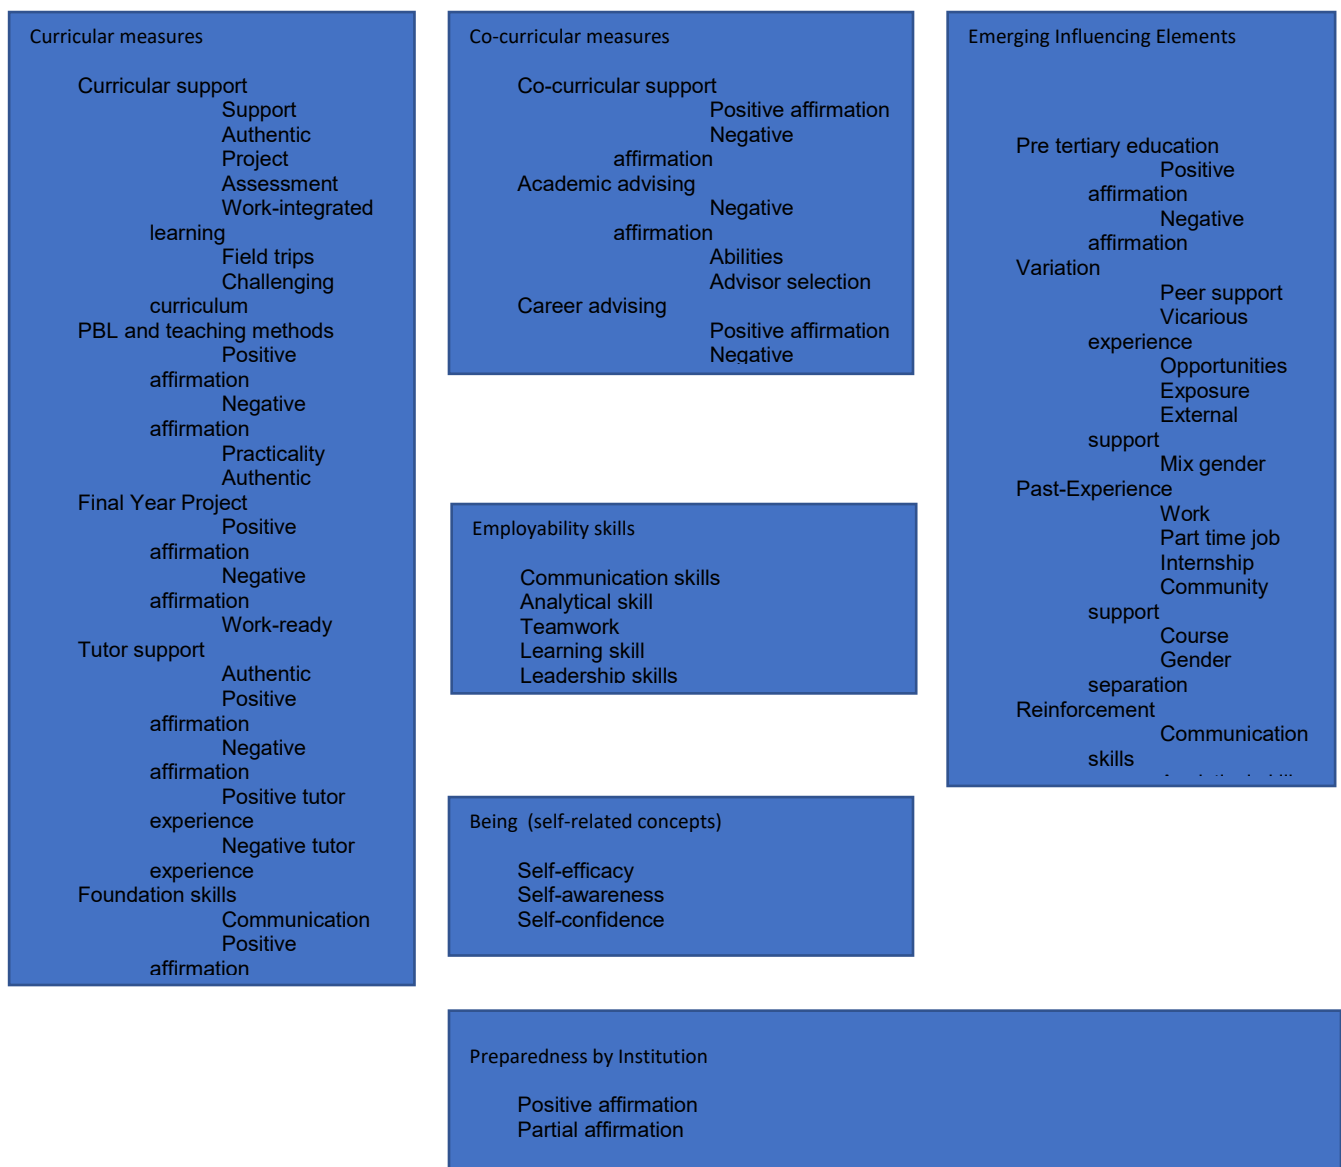 Curricular measures
Curricular support
Support
Authentic
Project
Assessment
Work-integrated
learning
Field trips
Challenging
curriculum
PBL and teaching methods
Positive
affirmation
Negative
affirmation
Practicality
Authentic
Final Year Project
Positive
affirmation
Negative
affirmation
Work-ready
Tutor support
Authentic
Positive
affirmation
Negative
affirmation
Positive tutor
experience
Negative tutor
experience
Foundation skills
Communication
Positive
affirmation
Co-curricular measures
Co-curricular support
Positive affirmation
Negative
affirmation
Academic advising
Negative
affirmation
Abilities
Advisor selection
Career advising
Positive affirmation
Negative
Employability skills
Communication skills
Analytical skill
Teamwork
Learning skill
Leadership skills
Being (self-related concepts)
Self-efficacy
Self-awareness
Self-confidence
Emerging Influencing Elements
Pre tertiary education
Positive
affirmation
Negative
affirmation
Variation
Peer support
Vicarious
experience
Opportunities
Exposure
External
support
Mix gender
Past-Experience
Work
Part time job
Internship
Community
support
Course
Gender
separation
Reinforcement
Communication
skills
Preparedness by Institution
Positive affirmation
Partial affirmation